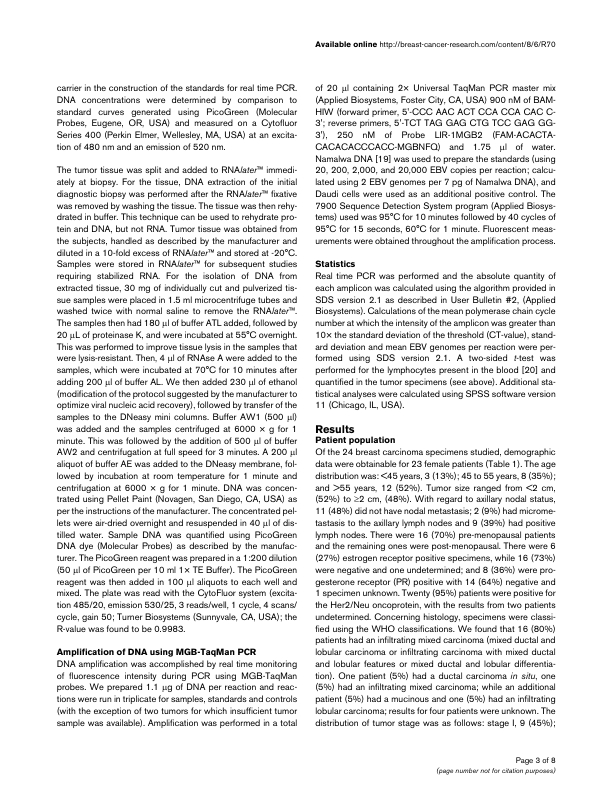 Available online http://breast-cancer-research.com/content/8/6/R70
carrier in the construction of the standards for real time PCR.
DNA concentrations were determined by comparison to
standard curves generated using PicoGreen (Molecular
Probes, Eugene, OR, USA) and measured on a Cytofluor
Series 400 (Perkin Elmer, Wellesley, MA, USA) at an excita-
tion of 480 nm and an emission of 520 nm.
The tumor tissue was split and added to RNAlater™ immedi-
ately at biopsy. For the tissue, DNA extraction of the initial
diagnostic biopsy was performed after the RNAlater™ fixative
was removed by washing the tissue. The tissue was then rehy-
drated in buffer. This technique can be used to rehydrate pro-
tein and DNA, but not RNA. Tumor tissue was obtained from
the subjects, handled as described by the manufacturer and
diluted in a 10-fold excess of RNAlater™ and stored at -20°C.
Samples were stored in RNAlater™ for subsequent studies
requiring stabilized RNA. For the isolation of DNA from
extracted tissue, 30 mg of individually cut and pulverized tis-
sue samples were placed in 1.5 ml microcentrifuge tubes and
washed twice with normal saline to remove the RNAlater™.
The samples then had 180 μl of buffer ATL added, followed by
20 μL of proteinase K, and were incubated at 55°C overnight.
This was performed to improve tissue lysis in the samples that
were lysis-resistant. Then, 4 μl of RNAse A were added to the
samples, which were incubated at 70°C for 10 minutes after
adding 200 μl of buffer AL. We then added 230 μl of ethanol
(modification of the protocol suggested by the manufacturer to
optimize viral nucleic acid recovery), followed by transfer of the
samples to the DNeasy mini columns. Buffer AW1 (500 μl)
was added and the samples centrifuged at 6000 × g for 1
minute. This was followed by the addition of 500 μl of buffer
AW2 and centrifugation at full speed for 3 minutes. A 200 μl
aliquot of buffer AE was added to the DNeasy membrane, fol-
lowed by incubation at room temperature for 1 minute and
centrifugation at 6000 × g for 1 minute. DNA was concen-
trated using Pellet Paint (Novagen, San Diego, CA, USA) as
per the instructions of the manufacturer. The concentrated pel-
lets were air-dried overnight and resuspended in 40 μl of dis-
tilled water. Sample DNA was quantified using PicoGreen
DNA dye (Molecular Probes) as described by the manufac-
turer. The PicoGreen reagent was prepared in a 1:200 dilution
(50 μl of PicoGreen per 10 ml 1× TE Buffer). The PicoGreen
reagent was then added in 100 μl aliquots to each well and
mixed. The plate was read with the CytoFluor system (excita-
tion 485/20, emission 530/25, 3 reads/well, 1 cycle, 4 scans/
cycle, gain 50; Turner Biosystems (Sunnyvale, CA, USA); the
R-value was found to be 0.9983.
Amplification of DNA using MGB-TaqMan PCR
DNA amplification was accomplished by real time monitoring
of fluorescence intensity during PCR using MGB-TaqMan
probes. We prepared 1.1 μg of DNA per reaction and reac-
tions were run in triplicate for samples, standards and controls
(with the exception of two tumors for which insufficient tumor
sample was available). Amplification was performed in a total
of 20 μl containing 2× Universal TaqMan PCR master mix
(Applied Biosystems, Foster City, CA, USA) 900 nM of BAM-
HIW (forward primer, 5'-CCC AAC ACT CCA CCA CAC C-
3'; reverse primers, 5'-TCT TAG GAG CTG TCC GAG GG-
3'), 250 nM of Probe LIR-1MGB2 (FAM-ACACTA-
CACACACCCACC-MGBNFQ) and 1.75 μl of water.
Namalwa DNA [19] was used to prepare the standards (using
20, 200, 2,000, and 20,000 EBV copies per reaction; calcu-
lated using 2 EBV genomes per 7 pg of Namalwa DNA), and
Daudi cells were used as an additional positive control. The
7900 Sequence Detection System program (Applied Biosys-
tems) used was 95°C for 10 minutes followed by 40 cycles of
95°C for 15 seconds, 60°C for 1 minute. Fluorescent meas-
urements were obtained throughout the amplification process.
Statistics
Real time PCR was performed and the absolute quantity of
each amplicon was calculated using the algorithm provided in
SDS version 2.1 as described in User Bulletin #2, (Applied
Biosystems). Calculations of the mean polymerase chain cycle
number at which the intensity of the amplicon was greater than
10× the standard deviation of the threshold (CT-value), stand-
ard deviation and mean EBV genomes per reaction were per-
formed using SDS version 2.1. A two-sided t-test was
performed for the lymphocytes present in the blood [20] and
quantified in the tumor specimens (see above). Additional sta-
tistical analyses were calculated using SPSS software version
11 (Chicago, IL, USA).
Results
Patient population
Of the 24 breast carcinoma specimens studied, demographic
data were obtainable for 23 female patients (Table 1). The age
distribution was: <45 years, 3 (13%); 45 to 55 years, 8 (35%);
and >55 years, 12 (52%). Tumor size ranged from <2 cm,
(52%) to ≥2 cm, (48%). With regard to axillary nodal status,
11 (48%) did not have nodal metastasis; 2 (9%) had microme-
tastasis to the axillary lymph nodes and 9 (39%) had positive
lymph nodes. There were 16 (70%) pre-menopausal patients
and the remaining ones were post-menopausal. There were 6
(27%) estrogen receptor positive specimens, while 16 (73%)
were negative and one undetermined; and 8 (36%) were pro-
gesterone receptor (PR) positive with 14 (64%) negative and
1 specimen unknown. Twenty (95%) patients were positive for
the Her2/Neu oncoprotein, with the results from two patients
undetermined. Concerning histology, specimens were classi-
fied using the WHO classifications. We found that 16 (80%)
patients had an infiltrating mixed carcinoma (mixed ductal and
lobular carcinoma or infiltrating carcinoma with mixed ductal
and lobular features or mixed ductal and lobular differentia-
tion). One patient (5%) had a ductal carcinoma in situ, one
(5%) had an infiltrating mixed carcinoma; while an additional
patient (5%) had a mucinous and one (5%) had an infiltrating
lobular carcinoma; results for four patients were unknown. The
distribution of tumor stage was as follows: stage I, 9 (45%);
Page 3 of 8
(page number not for citation purposes)